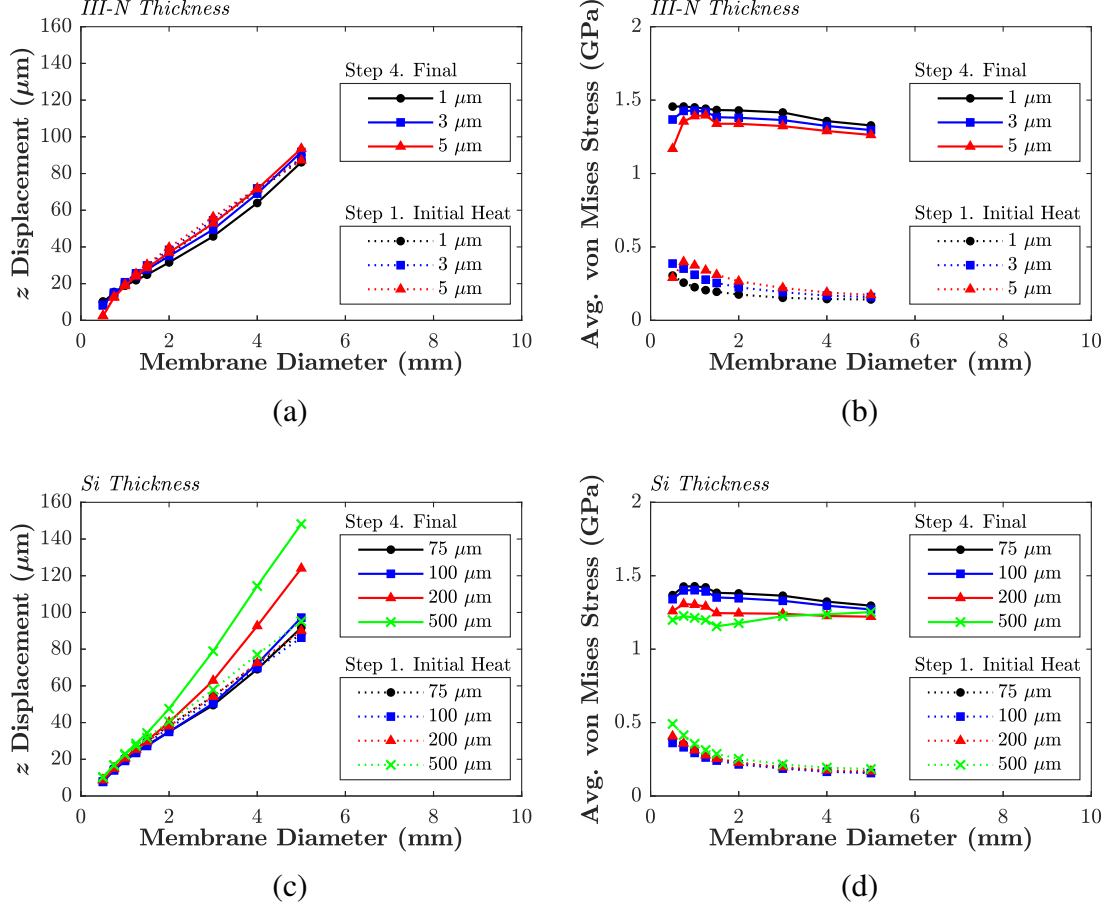 III-N Thickness
160
140
120
100
80
60
40
20
0
0 2 4 6 8 10
z Displacement (μm)
Membrane Diameter (mm)
Step 4. Final
1 μm
3 μm
5 μm
Step 1. Initial Heat
1 μm
3 μm
5 μm
(a)
III-N Thickness
2
1.5
1
0.5
0
0 2 4 6 8 10
Avg. von Mises Stress (GPa)
Membrane Diameter (mm)
Step 4. Final
1 μm
3 μm
5 μm
Step 1. Initial Heat
1 μm
3 μm
5 μm
(b)
Si Thickness
160
140
120
100
80
60
40
20
0
0 2 4 6 8 10
z Displacement (μm)
Membrane Diameter (mm)
Step 4. Final
75 μm
100 μm
200 μm
500 μm
Step 1. Initial Heat
75 μm
100 μm
200 μm
500 μm
(c)
Si Thickness
2
1.5
1
0.5
0
0 2 4 6 8 10
Avg. von Mises Stress (GPa)
Membrane Diameter (mm)
Step 4. Final
75 μm
100 μm
200 μm
500 μm
Step 1. Initial Heat
75 μm
100 μm
200 μm
500 μm
(d)